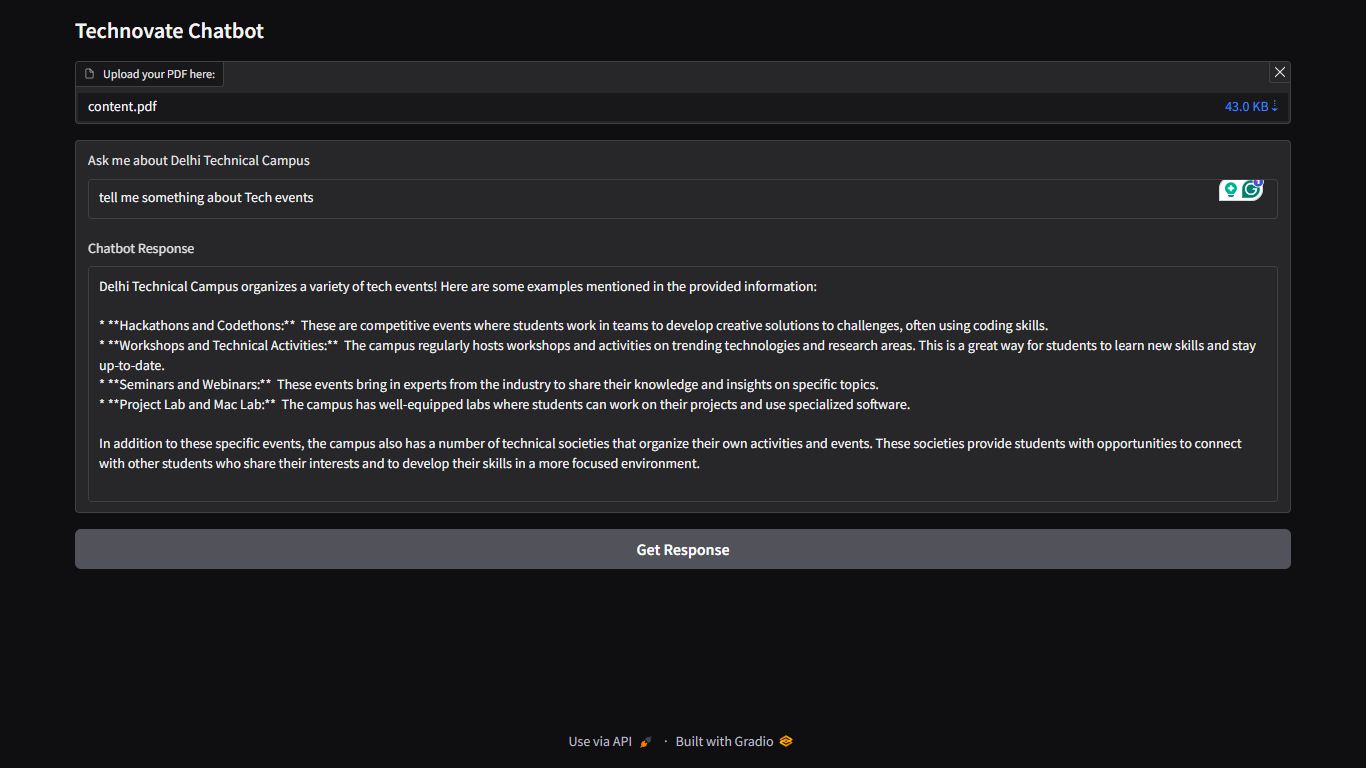 Technovate Chatbot
Upload your PDF here:
content.pdf
43.0 KB ⇣
Ask me about Delhi Technical Campus
tell me something about Tech events
Chatbot Response
Delhi Technical Campus organizes a variety of tech events! Here are some examples mentioned in the provided information:
* **Hackathons and Codethons:** These are competitive events where students work in teams to develop creative solutions to challenges, often using coding skills.
* **Workshops and Technical Activities:** The campus regularly hosts workshops and activities on trending technologies and research areas. This is a great way for students to learn new skills and stay
up-to-date.
* **Seminars and Webinars:** These events bring in experts from the industry to share their knowledge and insights on specific topics.
* **Project Lab and Mac Lab:** The campus has well-equipped labs where students can work on their projects and use specialized software.
In addition to these specific events, the campus also has a number of technical societies that organize their own activities and events. These societies provide students with opportunities to connect
with other students who share their interests and to develop their skills in a more focused environment.
Get Response
Use via API · Built with Gradio